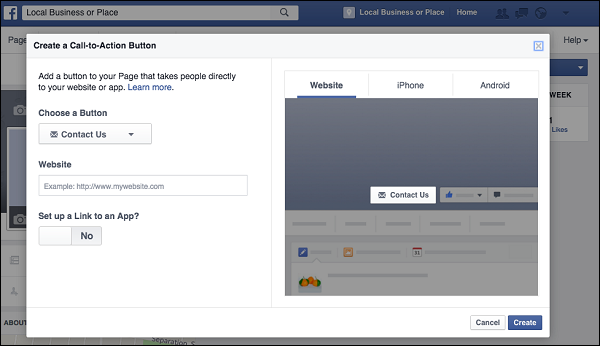 Local Business or Place
Local Business or Place Home
Help
Create a Call-to-Action Button
Add a button to your Page that takes people directly
to your website or app. Learn more.
Choose a Button
Contact Us
Website
Example: http://www.mywebsite.com
Set up a Link to an App?
No
Website iPhone Android
Contact Us
31
WEEK
Likes
Cancel Create
ABOU
Separation, S